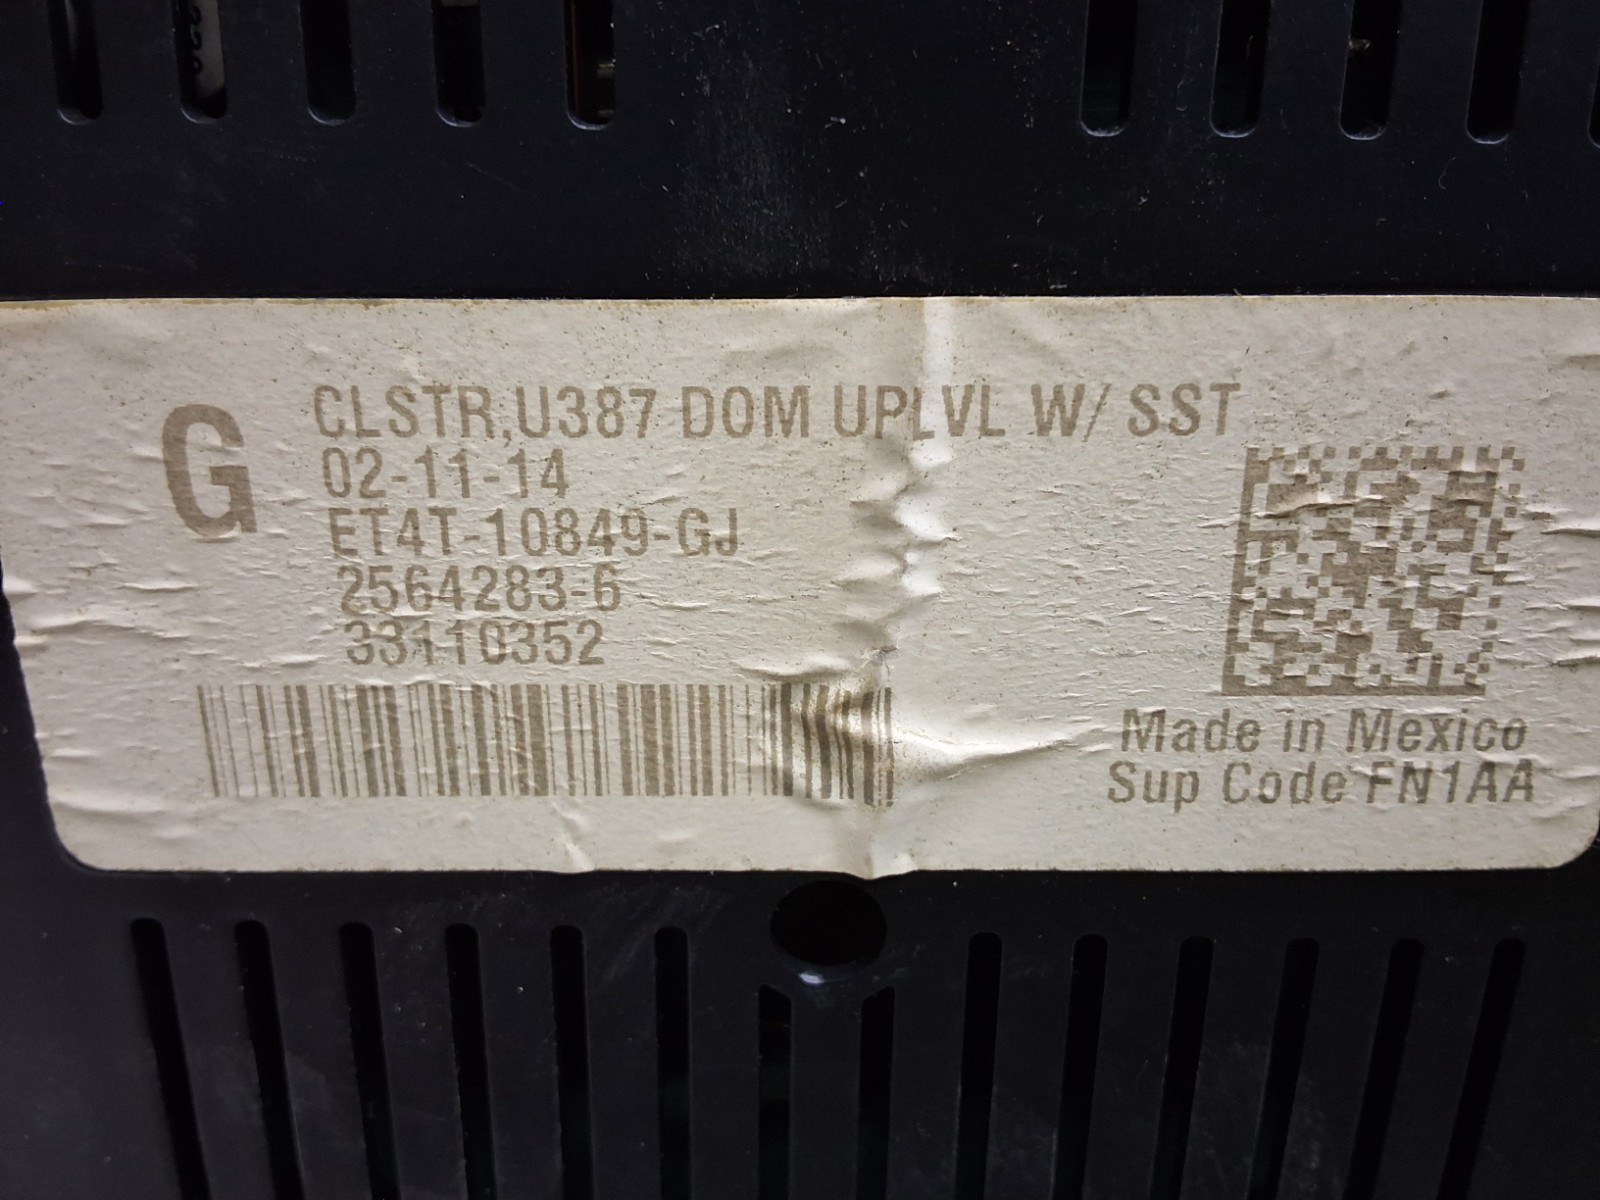 G
CLSTR,U387 DOM UPLVL W/ SST
02-11-14
ET4T-10849-GJ
2564283-6
33110352
Made in Mexico
Sup Code FN1AA